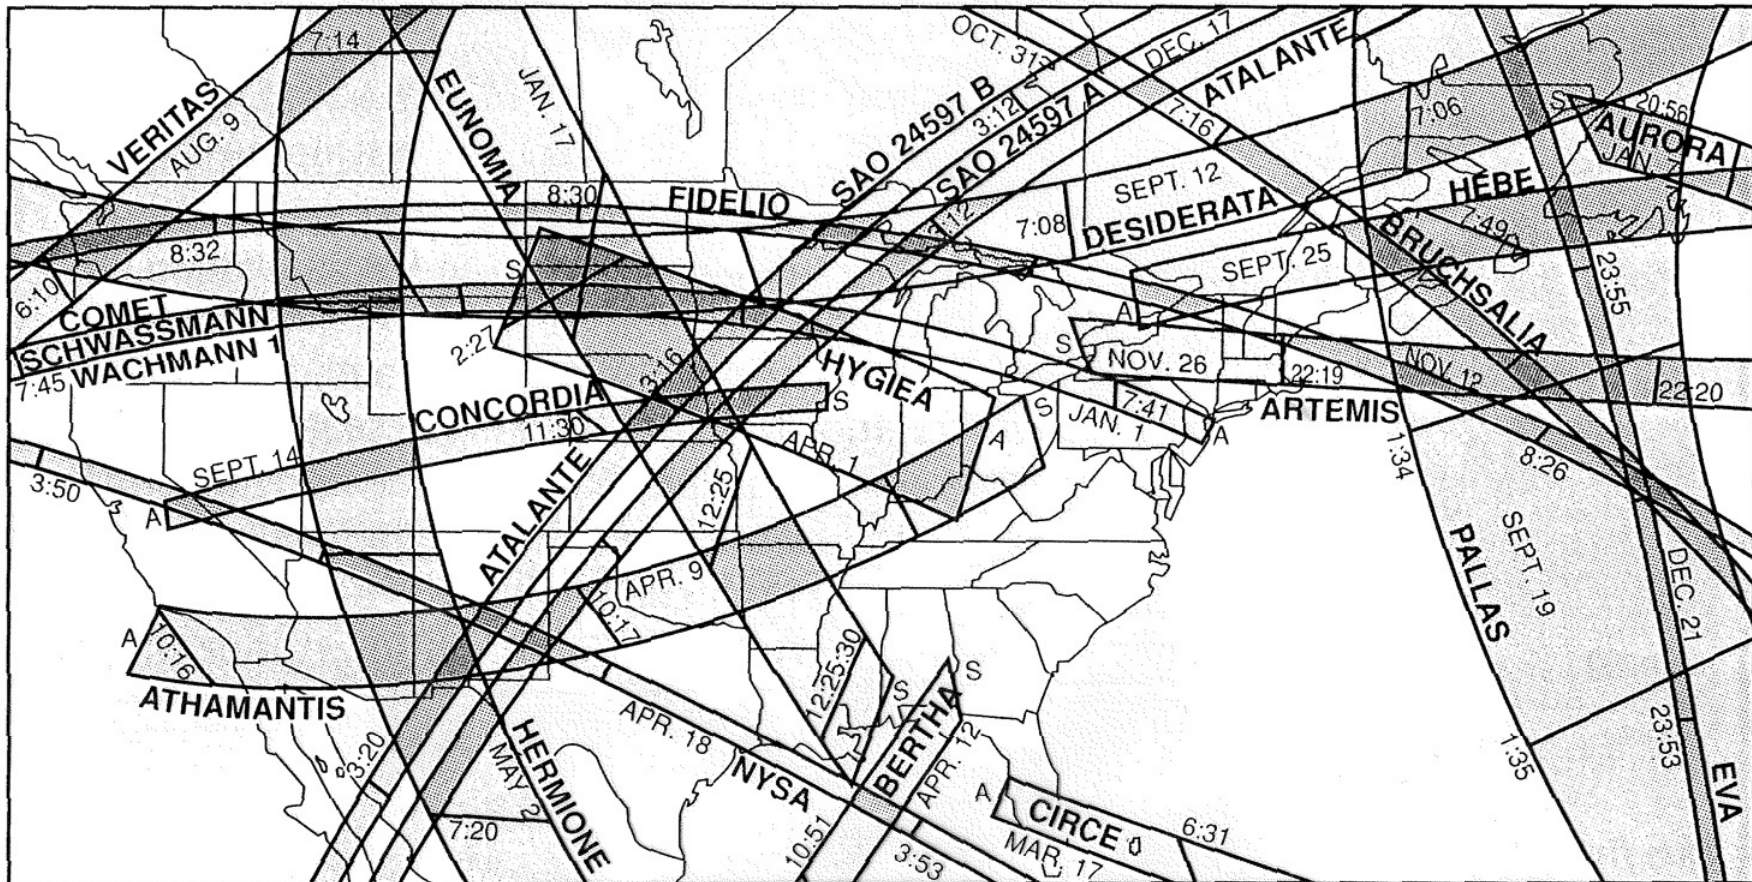 7:14
OCT. 31
DEC. 17
VERITAS
AUG. 9
EUNOMIA
JAN. 17
SAO 24597 B
3:12
SAO 24597 A
3:12
ATALANTE
7:16
7:06
S
20:56
AURORA
JAN. 7
8:30
FIDELIO
SEPT. 12
7:08
DESIDERATA
HEBE
7:49
BRUCHSALIA
8:32
S
SEPT. 25
A
23:55
6:10
COMET
SCHWASSMANN
WACHMANN 1
7:45
2:27
3:16
HYGIEA
S
NOV. 26
22:19
NOV. 12
22:20
CONCORDIA
11:30
S
SEPT. 14
A
APR. 1
A
S
JAN. 1
7:41
A
ARTEMIS
1:34
8:26
3:50
ATALANTE
12:25
APR. 9
10:17
PALLAS
SEPT. 19
DEC. 21
A
10:16
ATHAMANTIS
12:25:30
S
S
BERTHA
APR. 12
APR. 18
NYSA
3:20
HERMIONE
MAY 2
7:20
10:51
3:53
A
CIRCE
MAR. 17
6:31
1:35
23:53
EVA